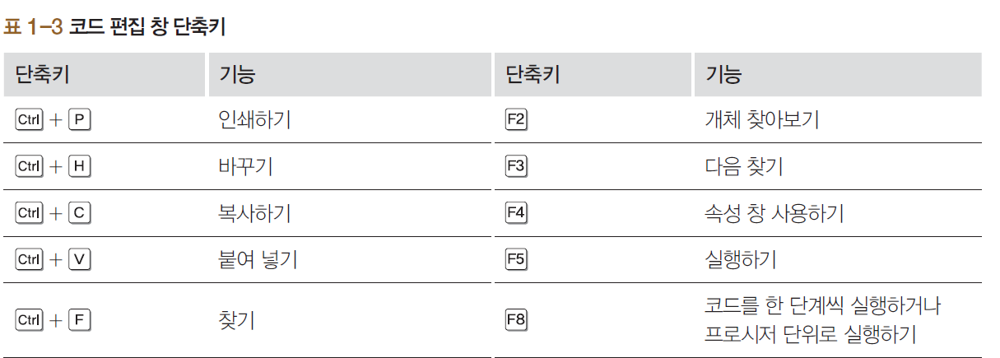 표 1-3 코드 편집 창 단축키
단축키 기능 단축키 기능
Ctrl + P 인쇄하기 F2 개체 찾아보기
Ctrl + H 바꾸기 F3 다음 찾기
Ctrl + C 복사하기 F4 속성 창 사용하기
Ctrl + V 붙여 넣기 F5 실행하기
Ctrl + F 찾기 F8 코드를 한 단계씩 실행하거나
프로시저 단위로 실행하기